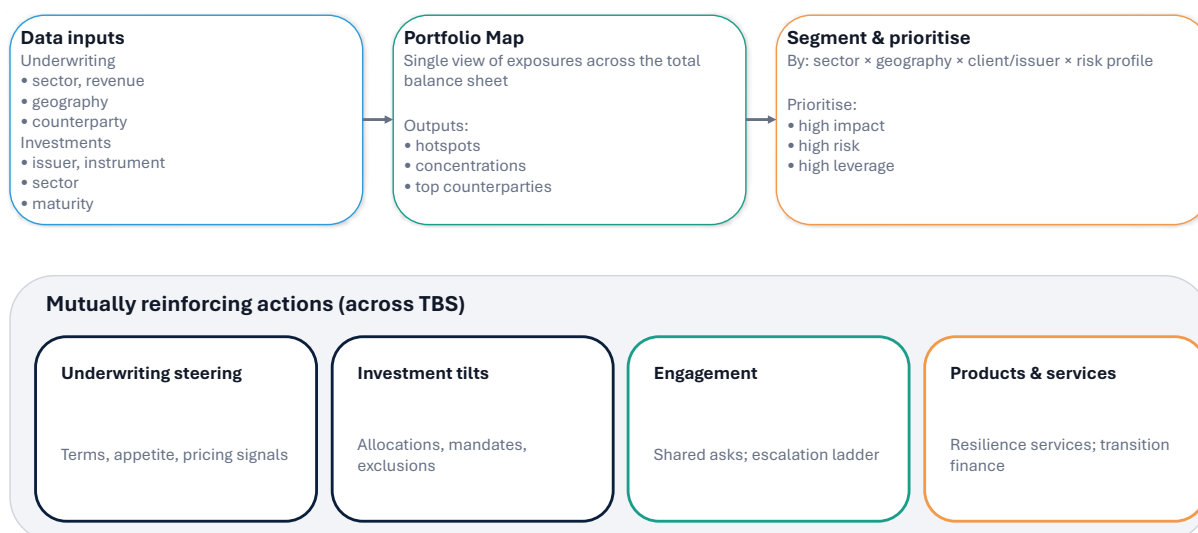 Data inputs
Underwriting
• sector, revenue
• geography
• counterparty
Investments
• issuer, instrument
• sector
• maturity
Portfolio Map
Single view of exposures across the total
balance sheet
Outputs:
• hotspots
• concentrations
• top counterparties
Segment & prioritise
By: sector × geography × client/issuer × risk profile
Prioritise:
• high impact
• high risk
• high leverage
Mutually reinforcing actions (across TBS)
Underwriting steering
Terms, appetite, pricing signals
Investment tilts
Allocations, mandates,
exclusions
Engagement
Shared asks; escalation ladder
Products & services
Resilience services; transition
finance